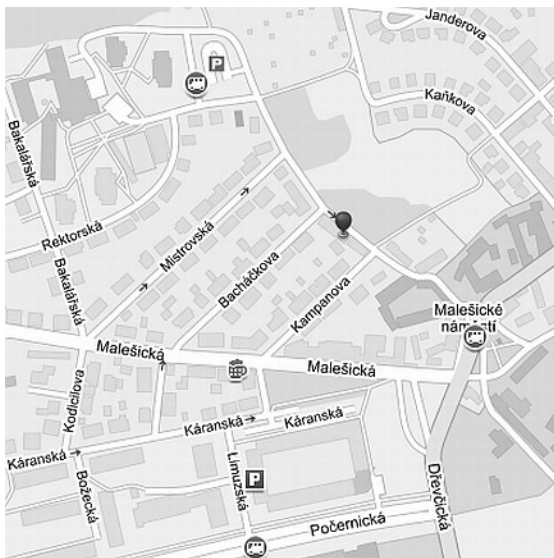 Janderova
P
Kaňkova
Bakalářská
Rektorská
Mistrovská
Bakalářská
Bacháčkova
Kampanova
Malešické
náměstí
Malešická
Malešická
Kodicilova
Káranská
Káranská
Káranská
Limuzská
Božecká
P
Dřevčická
Počernická